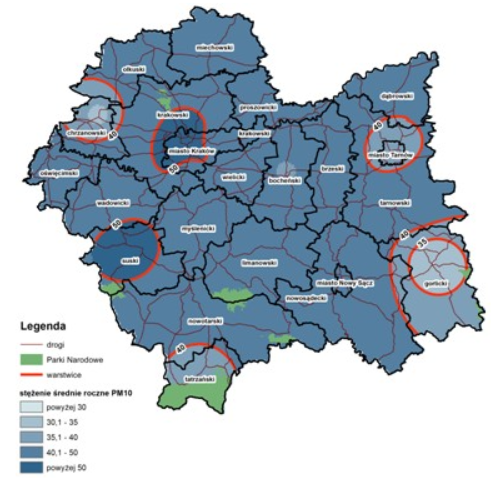 miechowski
olkuski
dąbrowski
proszowicki
krakowski
40
chrzanowski
40
krakowski
miasto Kraków
miasto Tarnów
50
oświęcimski
wielicki
bocheński
brzeski
wadowicki
tarnowski
50
myślenicki
40
35
suski
limanowski
gorlicki
miasto Nowy Sącz
nowosądecki
nowotarski
40
tatrzański
Legenda
drogi
Parki Narodowe
warstwice
stężenie średnie roczne PM10
powyżej 30
30,1 - 35
35,1 - 40
40,1 - 50
powyżej 50